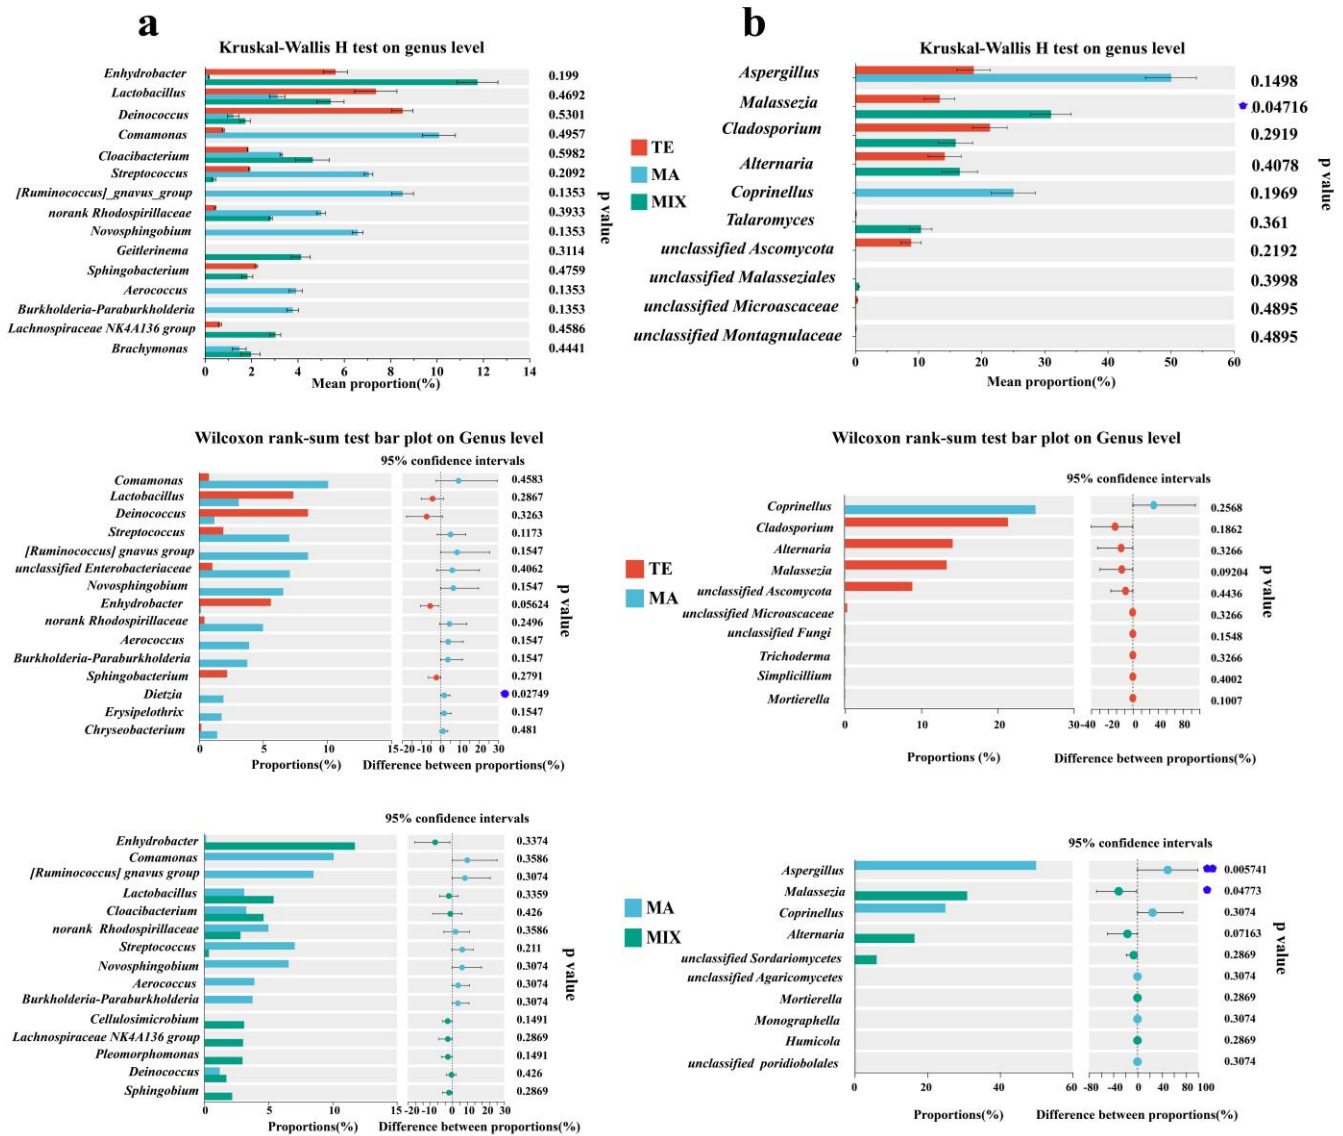 a
Kruskal-Wallis H test on genus level
Enhydrobacter 0.199
Lactobacillus 0.4692
Deinococcus 0.5301
Comamonas 0.4957
Cloacibacterium 0.5982
Streptococcus 0.2092
[Ruminococcus]_gnavus_group 0.1353
norank Rhodospirillaceae 0.3933
Novosphingobium 0.1353
Geitlerinema 0.3114
Sphingobacterium 0.4759
Aerococcus 0.1353
Burkholderia-Paraburkholderia 0.1353
Lachnospiraceae NK4A136 group 0.4586
Brachymonas 0.4441
0 2 4 6 8 10 12 14
Mean proportion(%)
p value
TE
MA
MIX
b
Kruskal-Wallis H test on genus level
Aspergillus 0.1498
Malassezia 0.04716
Cladosporium 0.2919
Alternaria 0.4078
Coprinellus 0.1969
Talaromyces 0.361
unclassified Ascomycota 0.2192
unclassified Malasseziales 0.3998
unclassified Microascaceae 0.4895
unclassified Montagnulaceae 0.4895
0 10 20 30 40 50 60
Mean proportion(%)
p value
Wilcoxon rank-sum test bar plot on Genus level
95% confidence intervals
Comamonas 0.4583
Lactobacillus 0.2867
Deinococcus 0.3263
Streptococcus 0.1173
[Ruminococcus] gnavus group 0.1547
unclassified Enterobacteriaceae 0.4062
Novosphingobium 0.1547
Enhydrobacter 0.05624
norank Rhodospirillaceae 0.2496
Aerococcus 0.1547
Burkholderia-Paraburkholderia 0.1547
Sphingobacterium 0.2791
Dietzia 0.02749
Erysipelothrix 0.1547
Chryseobacterium 0.481
0 5 10 15 -20 -10 0 10 20 30
Proportions(%) Difference between proportions(%)
p value
TE
MA
Wilcoxon rank-sum test bar plot on Genus level
95% confidence intervals
Coprinellus 0.2568
Cladosporium 0.1862
Alternaria 0.3266
Malassezia 0.09204
unclassified Ascomycota 0.4436
unclassified Microascaceae 0.3266
unclassified Fungi 0.1548
Trichoderma 0.3266
Simplicillium 0.4002
Mortierella 0.1007
0 10 20 30 -40 -20 0 40 80
Proportions (%) Difference between proportions(%)
p value
95% confidence intervals
Enhydrobacter 0.3374
Comamonas 0.3586
[Ruminococcus] gnavus group 0.3074
Lactobacillus 0.3359
Cloacibacterium 0.426
norank Rhodospirillaceae 0.3586
Streptococcus 0.211
Novosphingobium 0.3074
Aerococcus 0.3074
Burkholderia-Paraburkholderia 0.3074
Cellulosimicrobium 0.1491
Lachnospiraceae NK4A136 group 0.2869
Pleomorphomonas 0.1491
Deinococcus 0.426
Sphingobium 0.2869
0 5 10 15 -20 -10 0 10 20 30
Proportions(%) Difference between proportions(%)
p value
MA
MIX
95% confidence intervals
Aspergillus 0.005741
Malassezia 0.04773
Coprinellus 0.3074
Alternaria 0.07163
unclassified Sordariomycetes 0.2869
unclassified Agaricomycetes 0.3074
Mortierella 0.2869
Monographella 0.3074
Humicola 0.2869
unclassified poridiobolales 0.3074
0 20 40 60 -80 -40 0 40 80 100
Proportions(%) Difference between proportions(%)
p value